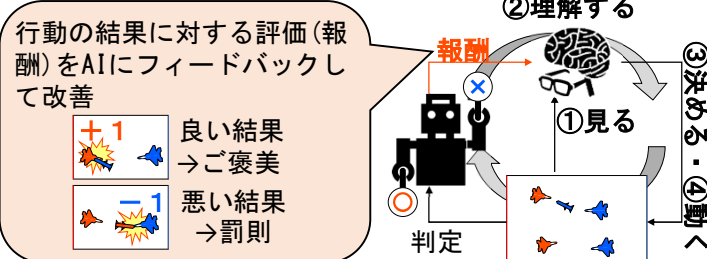 行動の結果に対する評価(報
酬)をAIにフィードバックし
て改善
+1
良い結果
→ご褒美
-1
悪い結果
→罰則
②理解する
報酬
①見る
③決める・④動く
判定